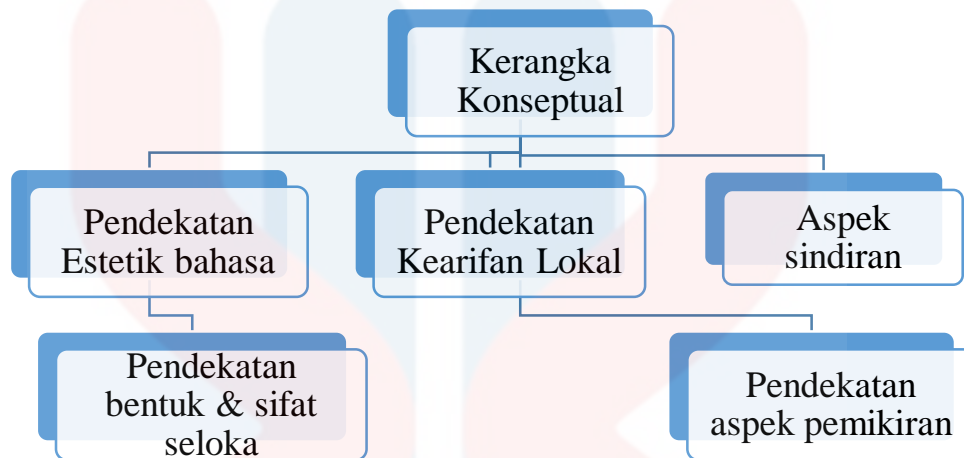 Kerangka
Konseptual
Pendekatan
Estetik bahasa
Pendekatan
Kearifan Lokal
Aspek
sindiran
Pendekatan
bentuk & sifat
seloka
Pendekatan
aspek pemikiran